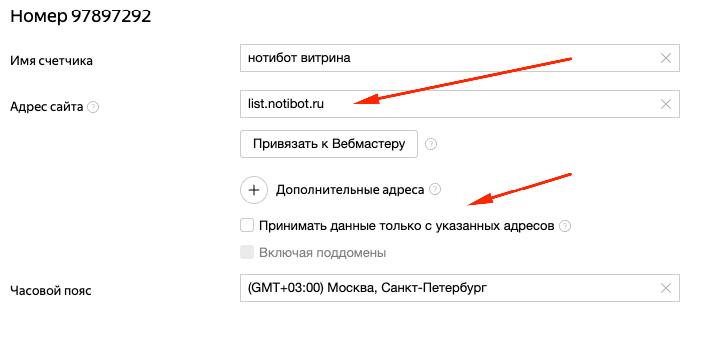 Номер 97897292
Имя счетчика
нотибот витрина
Адрес сайта
list.notibot.ru
Привязать к Вебмастеру
Дополнительные адреса
Принимать данные только с указанных адресов
Включая поддомены
Часовой пояс
(GMT+03:00) Москва, Санкт-Петербург